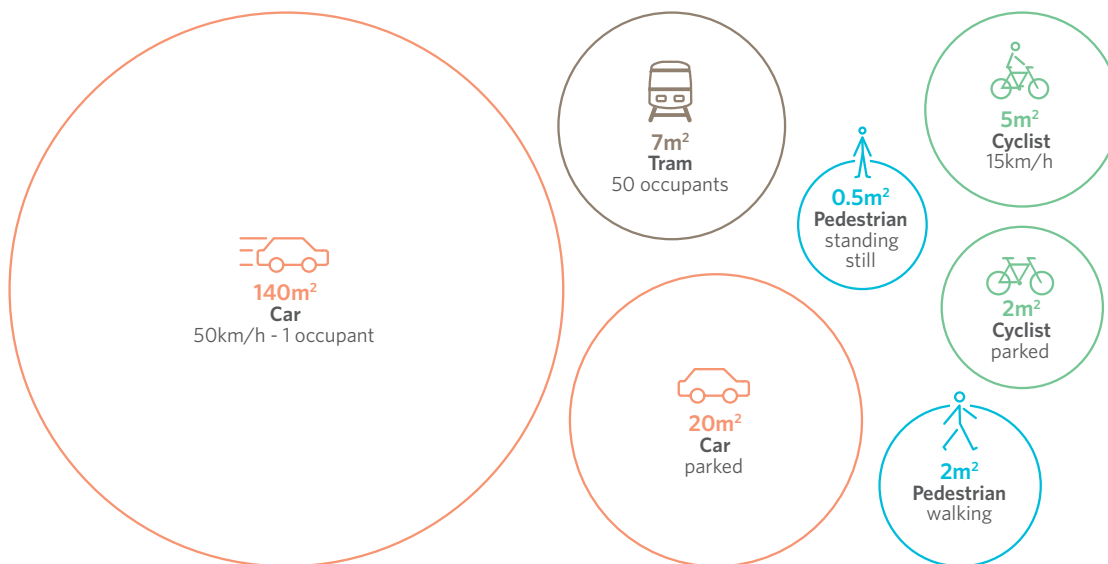 140m²
Car
50km/h - 1 occupant
7m²
Tram
50 occupants
20m²
Car
parked
0.5m²
Pedestrian
standing
still
5m²
Cyclist
15km/h
2m²
Cyclist
parked
2m²
Pedestrian
walking